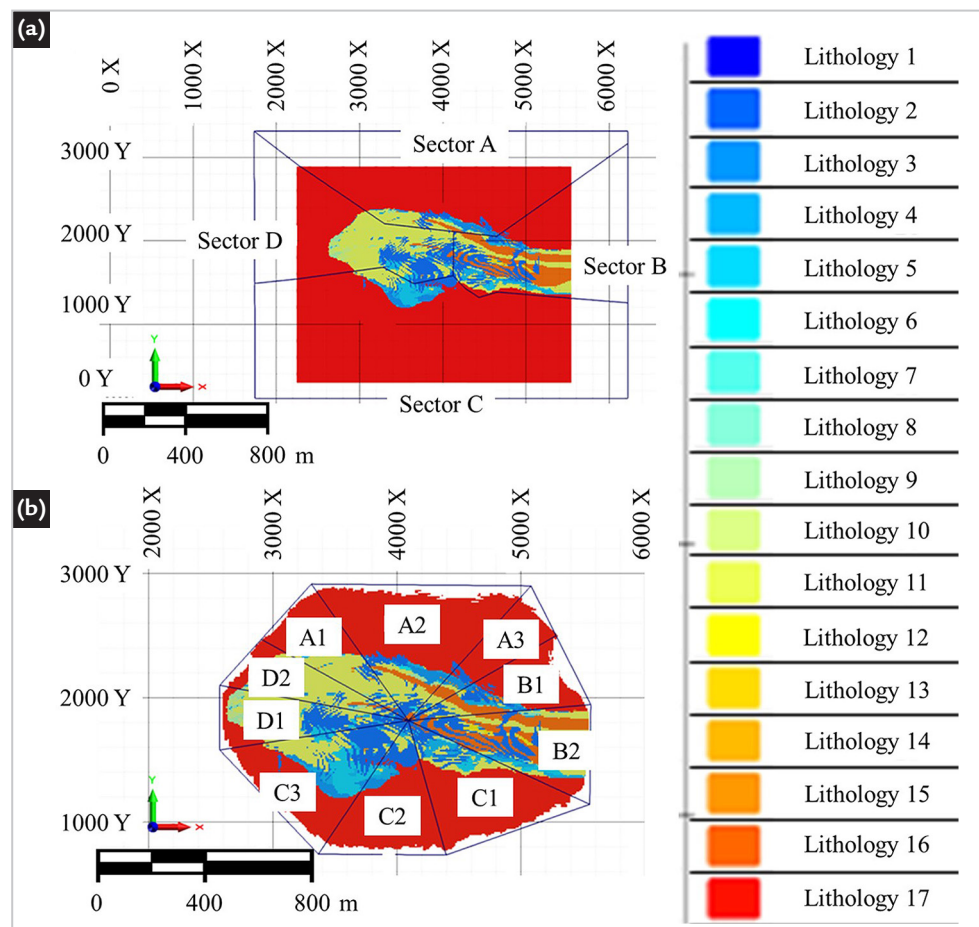 (a)
0 X
1000 X
2000 X
3000 X
4000 X
5000 X
6000 X
Sector A
3000 Y
2000 Y
Sector D
Sector B
1000 Y
Y
0 Y
X
Sector C
0 400 800 m
(b)
2000 X
3000 X
4000 X
5000 X
6000 X
3000 Y
A1
A2
A3
D2
B1
2000 Y
D1
B2
C3
C1
C2
Y
1000 Y
X
0 400 800 m
Lithology 1
Lithology 2
Lithology 3
Lithology 4
Lithology 5
Lithology 6
Lithology 7
Lithology 8
Lithology 9
Lithology 10
Lithology 11
Lithology 12
Lithology 13
Lithology 14
Lithology 15
Lithology 16
Lithology 17